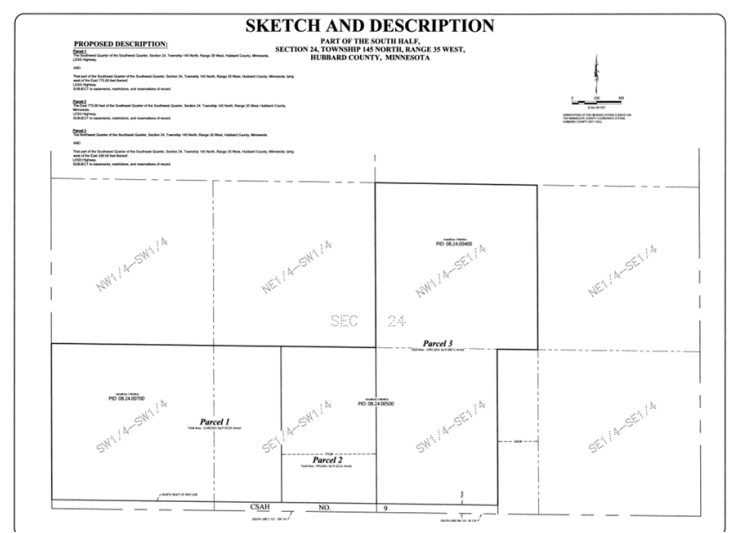 SKETCH AND DESCRIPTION
PART OF THE SOUTH HALF,
SECTION 24, TOWNSHIP 145 NORTH, RANGE 35 WEST,
HUBBARD COUNTY, MINNESOTA
PROPOSED DESCRIPTION:
Parcel 1
The Southwest Quarter of the Southwest Quarter, Section 24, Township 145 North, Range 35 West, Hubbard County, Minnesota.
LESS Highway.
AND
That part of the Southeast Quarter of the Southwest Quarter, Section 24, Township 145 North, Range 35 West, Hubbard County, Minnesota, lying
west of the East 775.00 feet thereof.
LESS Highway.
SUBJECT to easements, restrictions, and reservations of record.
Parcel 2
The East 775.00 feet of the Southeast Quarter of the Southwest Quarter, Section 24, Township 145 North, Range 35 West, Hubbard County,
Minnesota.
LESS Highway.
SUBJECT to easements, restrictions, and reservations of record.
The Northwest Quarter of the Southeast Quarter, Section 24, Township 145 North, Range 35 West, Hubbard County, Minnesota.
AND
That part of the Southwest Quarter of the Southeast Quarter, Section 24, Township 145 North, Range 35 West, Hubbard County, Minnesota, lying
west of the East 330.00 feet thereof.
LESS Highway.
SUBJECT to easements, restrictions, and reservations of record.
0 200 400
SCALE IN FEET
NW1/4–SW1/4
NE1/4–SW1/4
PID: 08.24.00400
NW1/4–SE1/4
NE1/4–SE1/4
SEC 24
Parcel 3
PID: 08.24.00700
PID: 08.24.00500
SW1/4–SW1/4
Parcel 1
SE1/4–SW1/4
SW1/4–SE1/4
SE1/4–SE1/4
Parcel 2
CSAH NO. 9